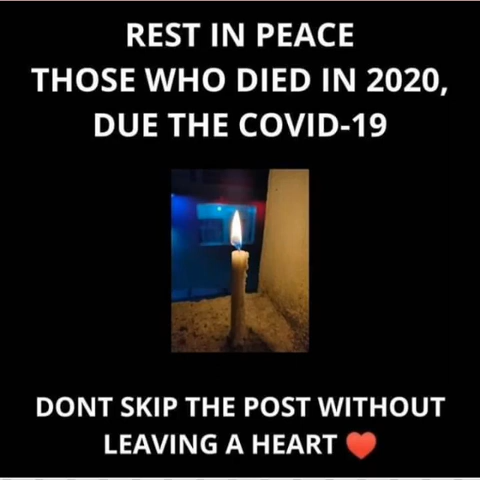 REST IN PEACE
THOSE WHO DIED IN 2020,
DUE THE COVID-19
DONT SKIP THE POST WITHOUT
LEAVING A HEART ♥️